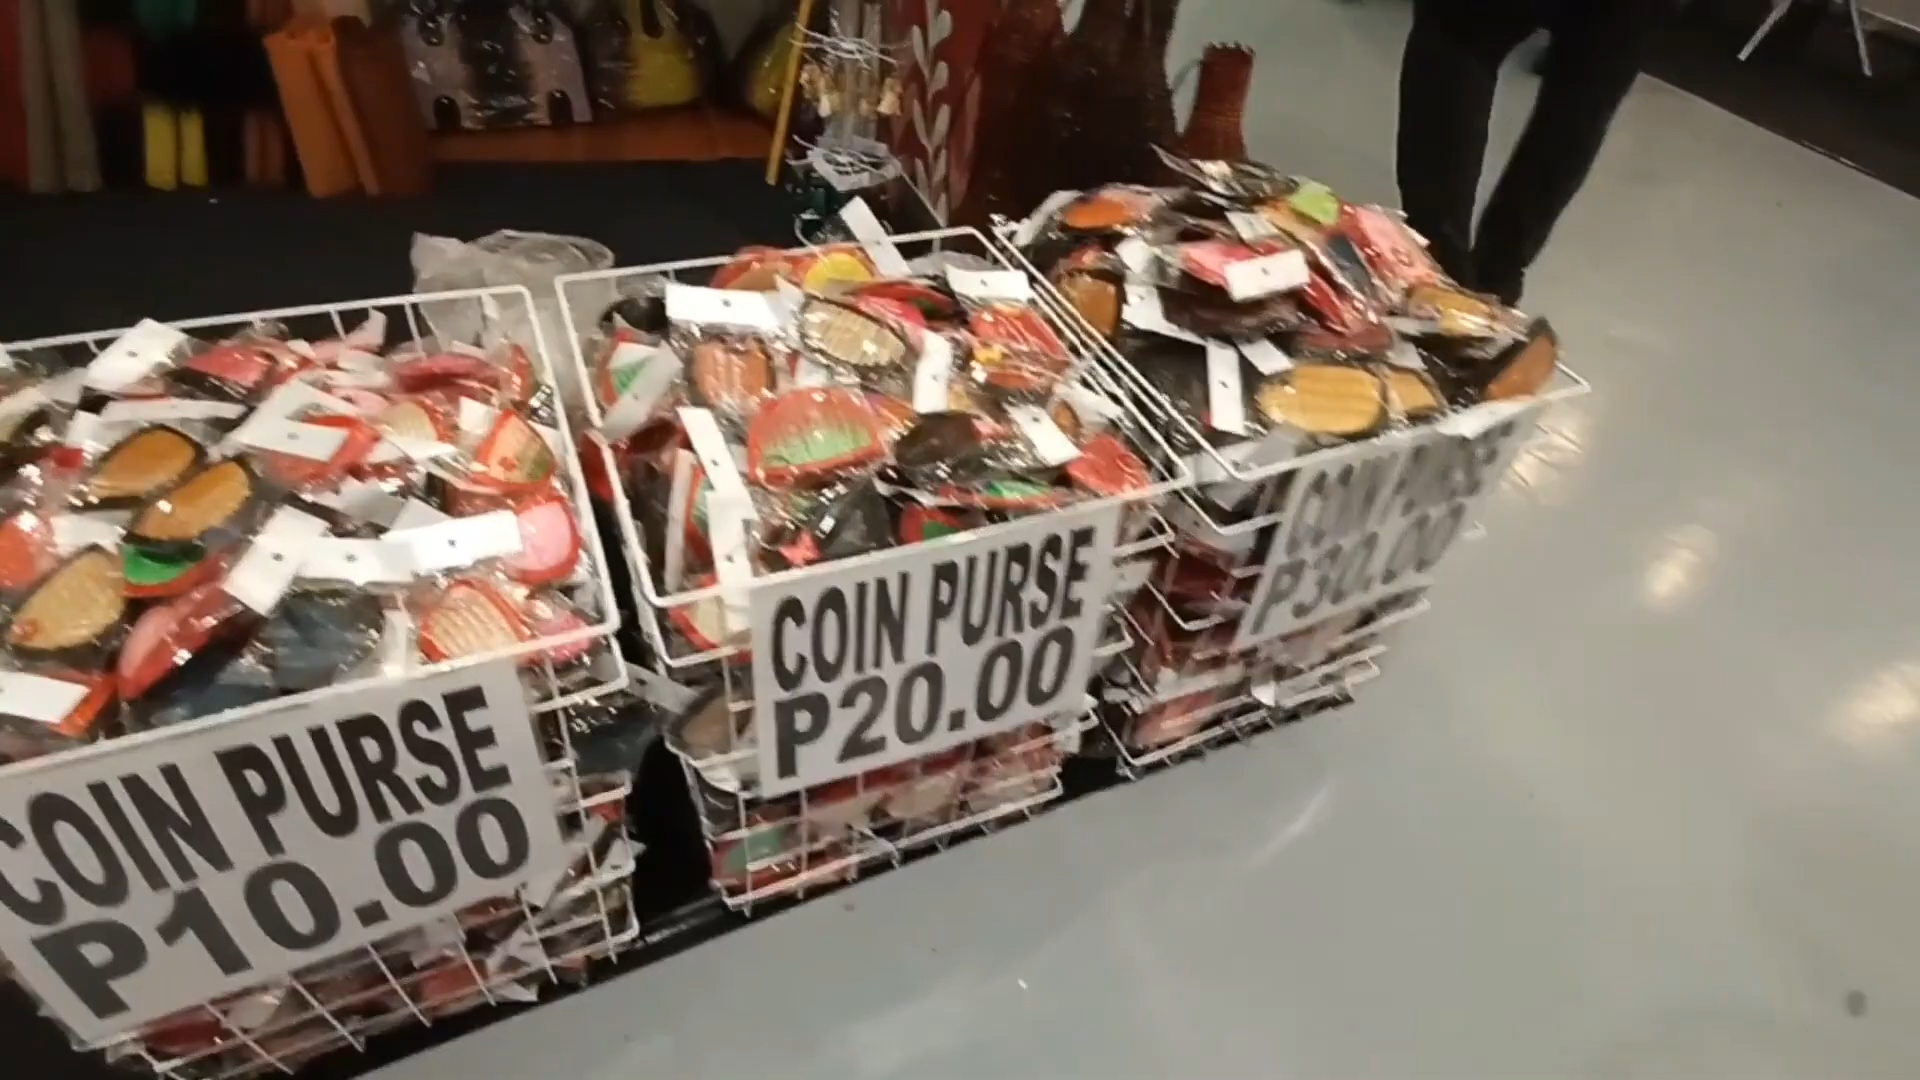 COIN PURSE
P10.00
COIN PURSE
P20.00
COIN PURSE
P30.00